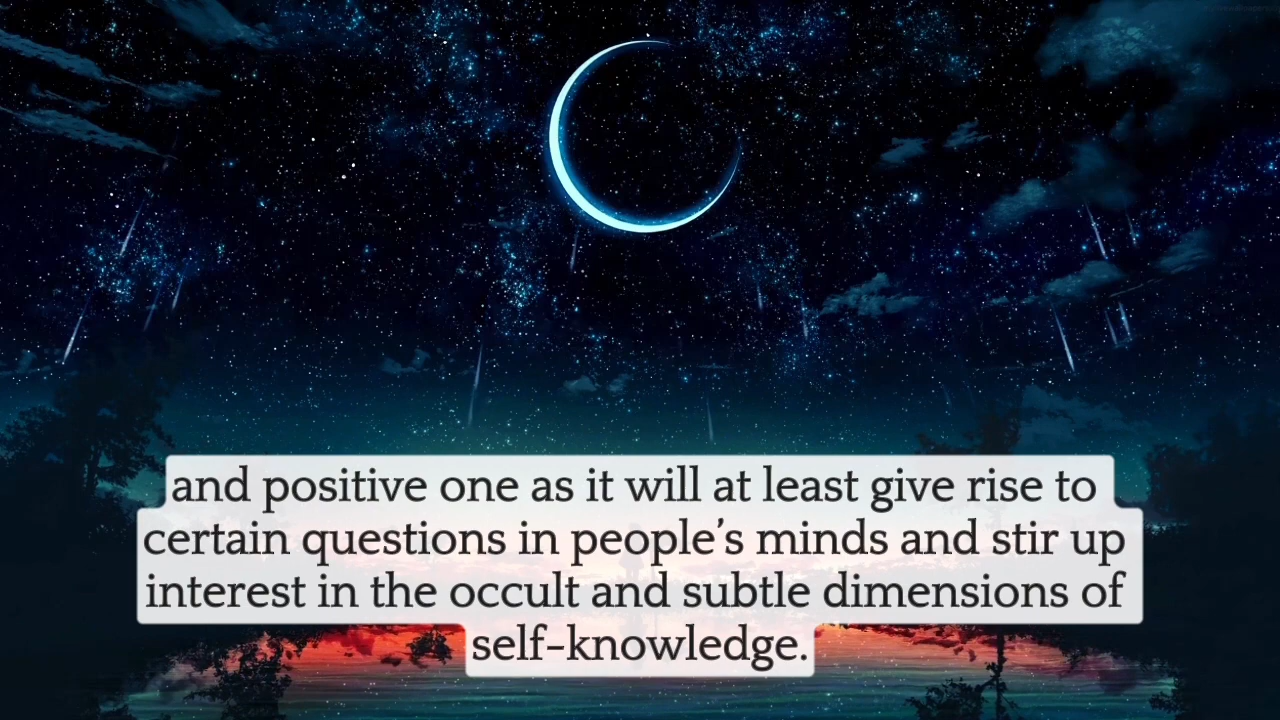 and positive one as it will at least give rise to
certain questions in people’s minds and stir up
interest in the occult and subtle dimensions of
self-knowledge.